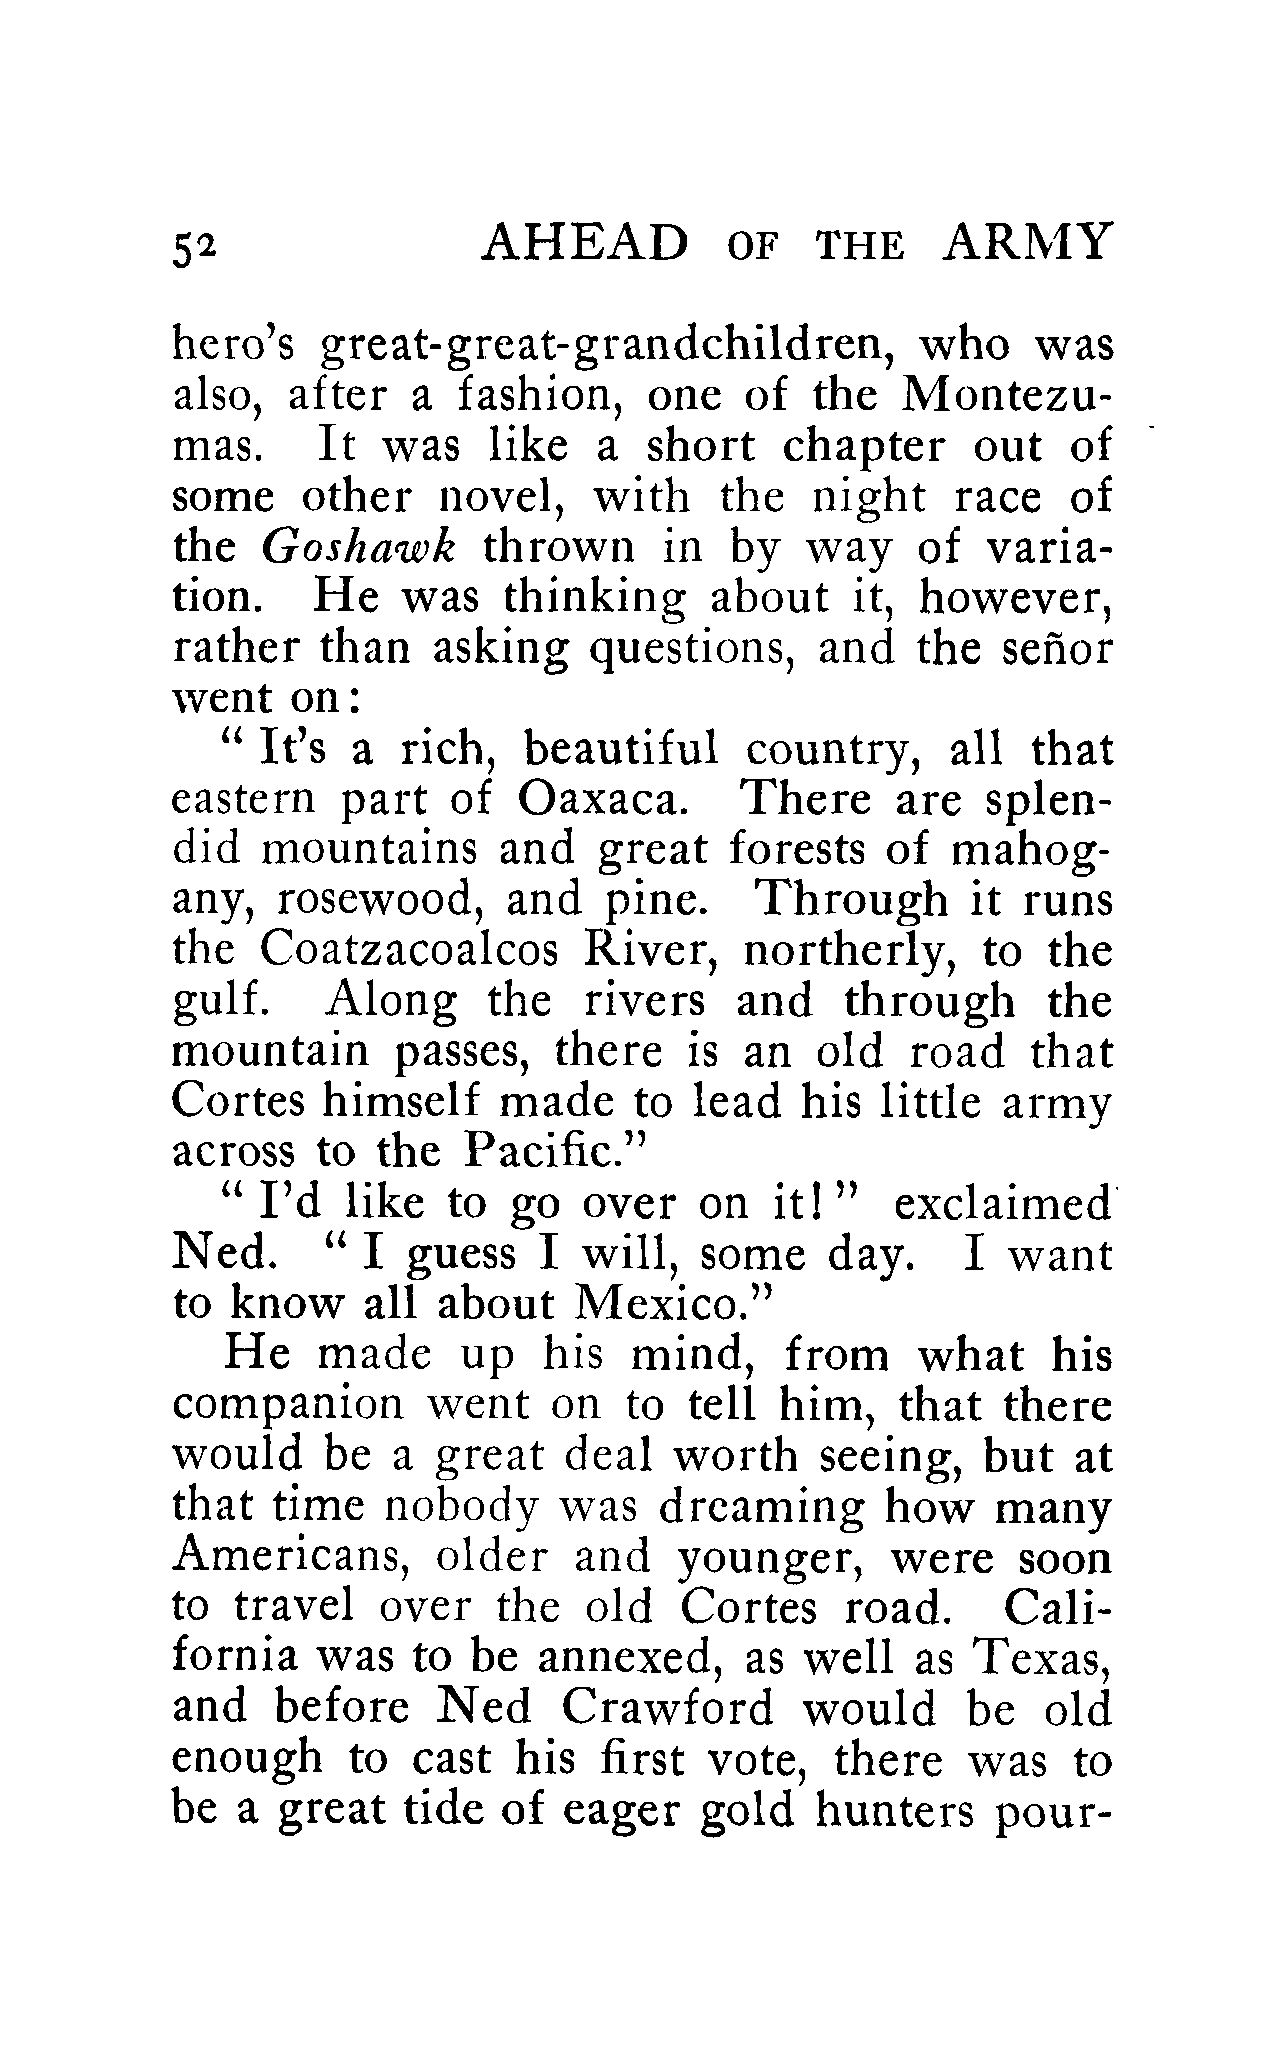 52 AHEAD OF THE ARMY
hero's great-great-grandchildren, who was
also, after a fashion, one of the Montezu-
mas. It was like a short chapter out of
some other novel, with the night race of
the Goshawk thrown in by way of varia-
tion. He was thinking about it, however,
rather than asking questions, and the señor
went on:
" It's a rich, beautiful country, all that
eastern part of Oaxaca. There are splen-
did mountains and great forests of mahog-
any, rosewood, and pine. Through it runs
the Coatzacoalcos River, northerly, to the
gulf. Along the rivers and through the
mountain passes, there is an old road that
Cortes himself made to lead his little army
across to the Pacific."
" I'd like to go over on it! " exclaimed
Ned. " I guess I will, some day. I want
to know all about Mexico."
He made up his mind, from what his
companion went on to tell him, that there
would be a great deal worth seeing, but at
that time nobody was dreaming how many
Americans, older and younger, were soon
to travel over the old Cortes road. Cali-
fornia was to be annexed, as well as Texas,
and before Ned Crawford would be old
enough to cast his first vote, there was to
be a great tide of eager gold hunters pour-